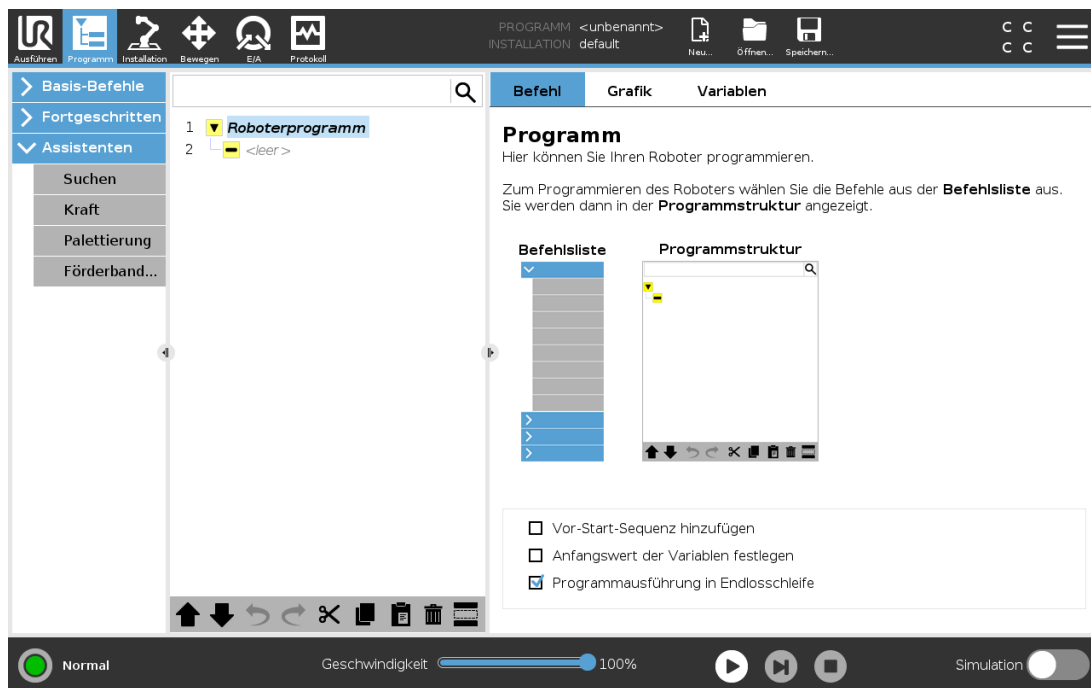 PROGRAMM <unbenannt>
INSTALLATION default
C C
C C
Ausführen
Programm
Installation
Bewegen
E/A
Protokoll
Neu...
Öffnen...
Speichern...
Basis-Befehle
Fortgeschritten
Assistenten
Suchen
Kraft
Palettierung
Förderband...
1 Roboterprogramm
2 <leer>
Befehl
Grafik
Variablen
Programm
Hier können Sie Ihren Roboter programmieren.
Zum Programmieren des Roboters wählen Sie die Befehle aus der Befehlsliste aus.
Sie werden dann in der Programmstruktur angezeigt.
Befehlsliste
Programmstruktur
Vor-Start-Sequenz hinzufügen
Anfangswert der Variablen festlegen
Programmausführung in Endlosschleife
Normal
Geschwindigkeit
100%
Simulation